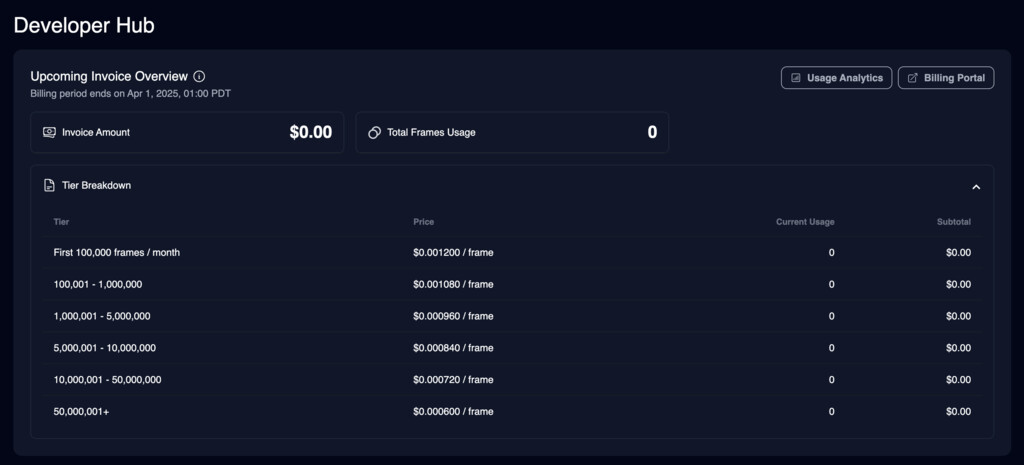 Developer Hub
Upcoming Invoice Overview
Usage Analytics
Billing Portal
Billing period ends on Apr 1, 2025, 01:00 PDT
Invoice Amount $0.00
Total Frames Usage 0
Tier Breakdown
Tier Price Current Usage Subtotal
First 100,000 frames / month $0.001200 / frame 0 $0.00
100,001 - 1,000,000 $0.001080 / frame 0 $0.00
1,000,001 - 5,000,000 $0.000960 / frame 0 $0.00
5,000,001 - 10,000,000 $0.000840 / frame 0 $0.00
10,000,001 - 50,000,000 $0.000720 / frame 0 $0.00
50,000,001+ $0.000600 / frame 0 $0.00